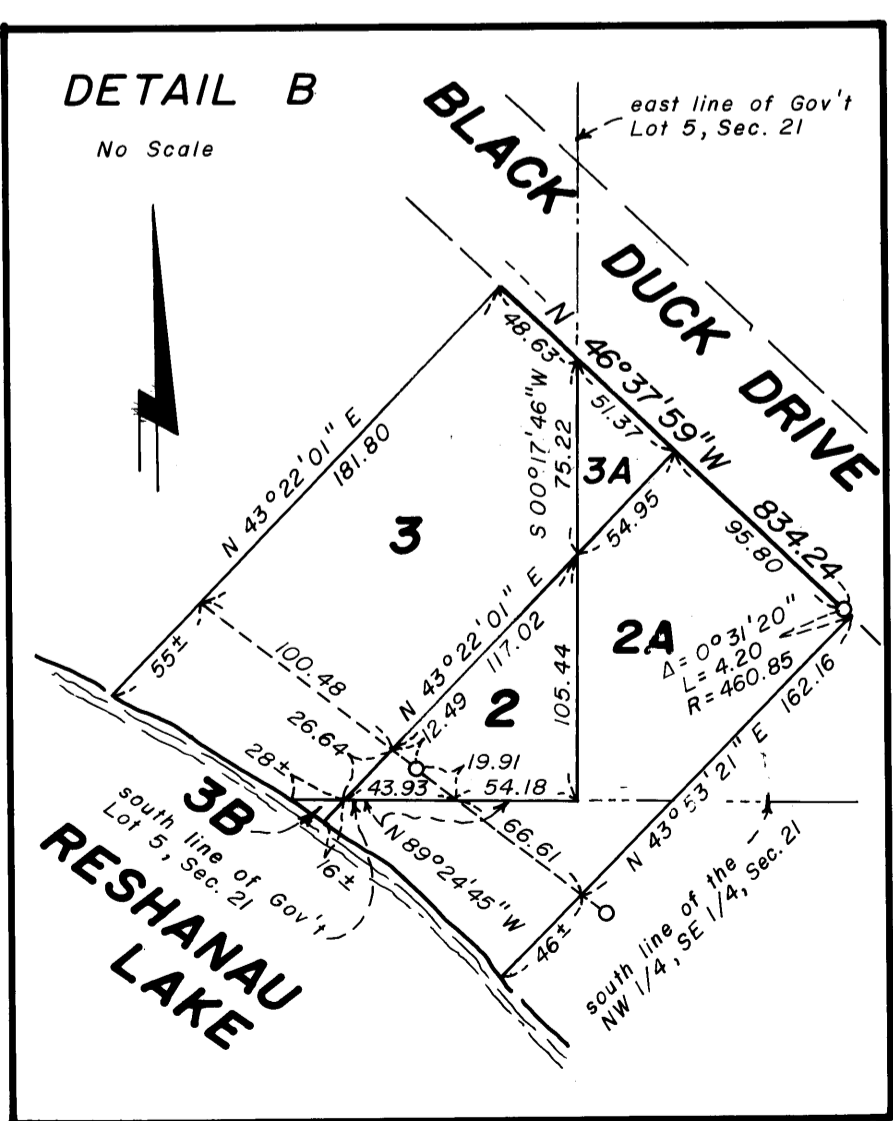 DETAIL B
No Scale
east line of Gov't
Lot 5, Sec. 21
BLACK DUCK DRIVE
N 46°37'59"W
834.24
48.63
51.37
95.80
S 00°17'46"W
75.22
3A
54.95
N 43°22'01" E
181.80
3
N 43°22'01" E
117.02
2A
Δ= 0°31'20"
L= 4.20
R= 460.85
162.16
N 43°53'21" E
105.44
2
55±
100.48
12.49
26.64
19.91
28±
43.93
54.18
66.61
3B
16±
N 89°24'45"W
46±
south line of Gov't
Lot 5, Sec. 21
RESHANAU
LAKE
south line of the
NW 1/4, SE 1/4, Sec. 21